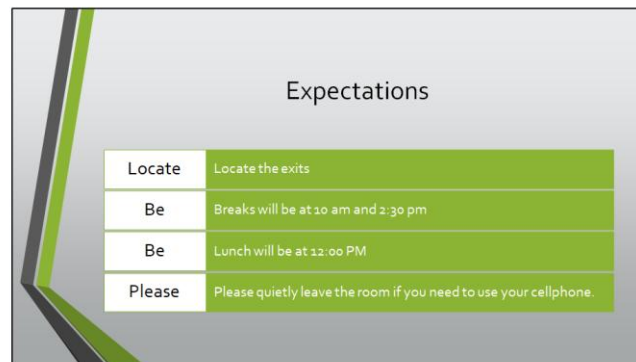 Expectations
Locate Locate the exits
Be Breaks will be at 10 am and 2:30 pm
Be Lunch will be at 12:00 PM
Please Please quietly leave the room if you need to use your cellphone.